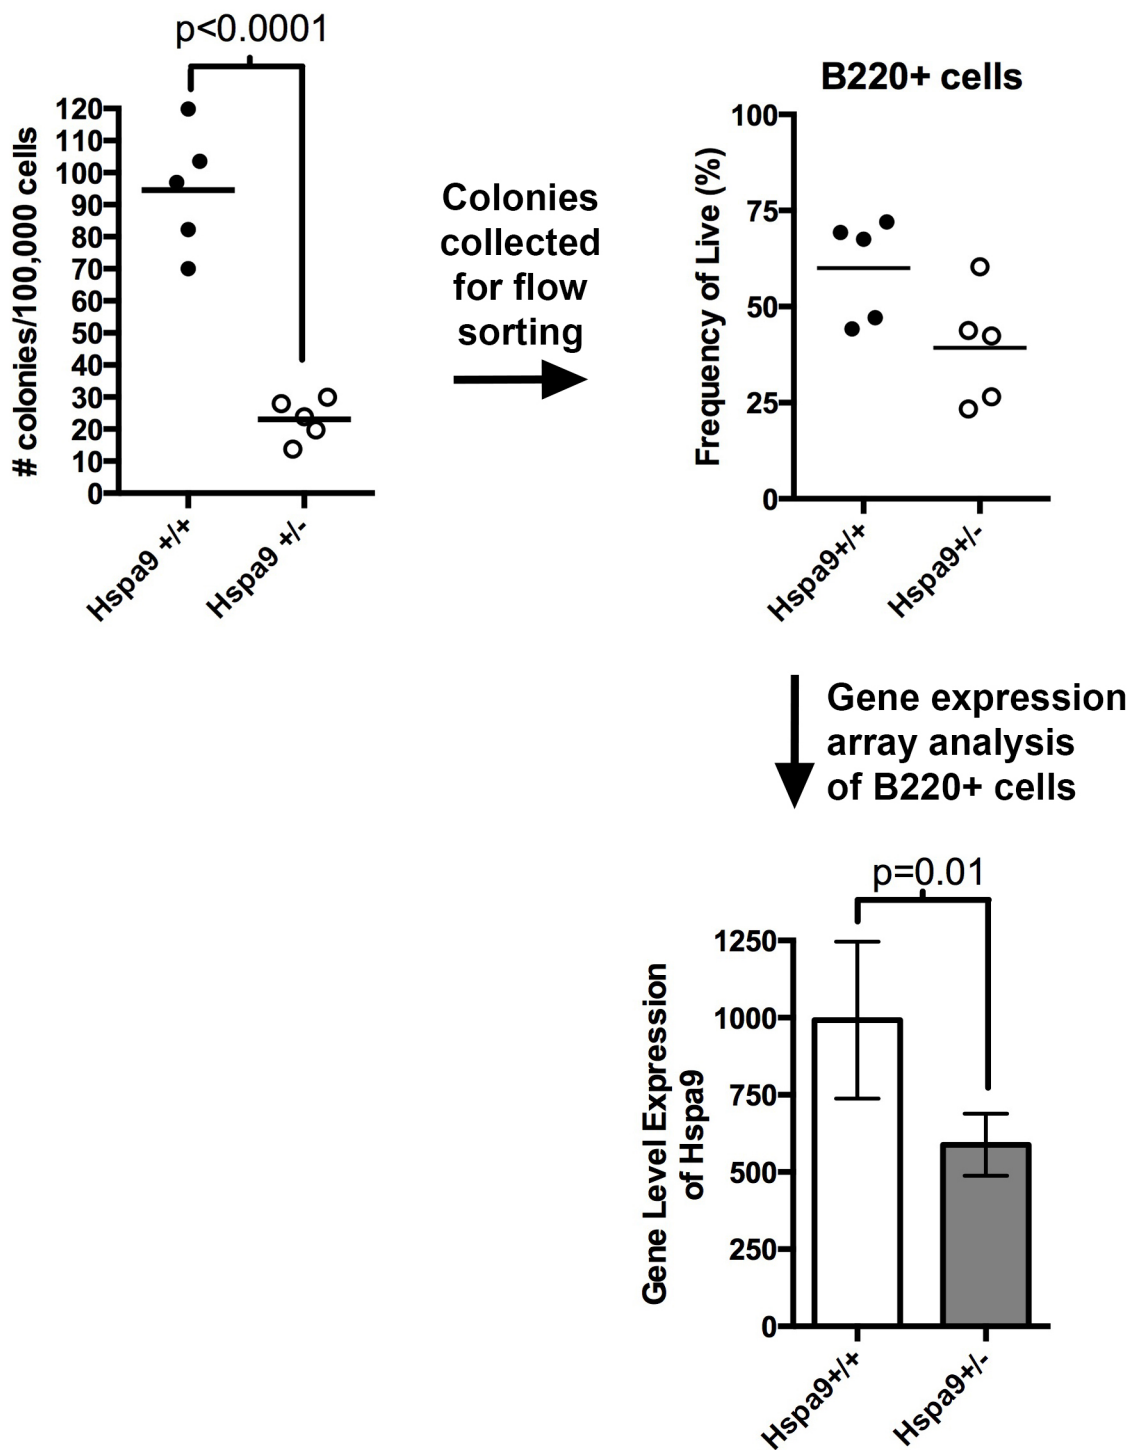 p<0.0001
# colonies/100,000 cells
120
110
100
90
80
70
60
50
40
30
20
10
0
Hspa9 +/+
Hspa9 +/-
Colonies
collected
for flow
sorting
B220+ cells
Frequency of Live (%)
100
75
50
25
0
Hspa9+/+
Hspa9+/-
Gene expression
array analysis
of B220+ cells
p=0.01
Gene Level Expression
of Hspa9
1250
1000
750
500
250
0
Hspa9+/+
Hspa9+/-